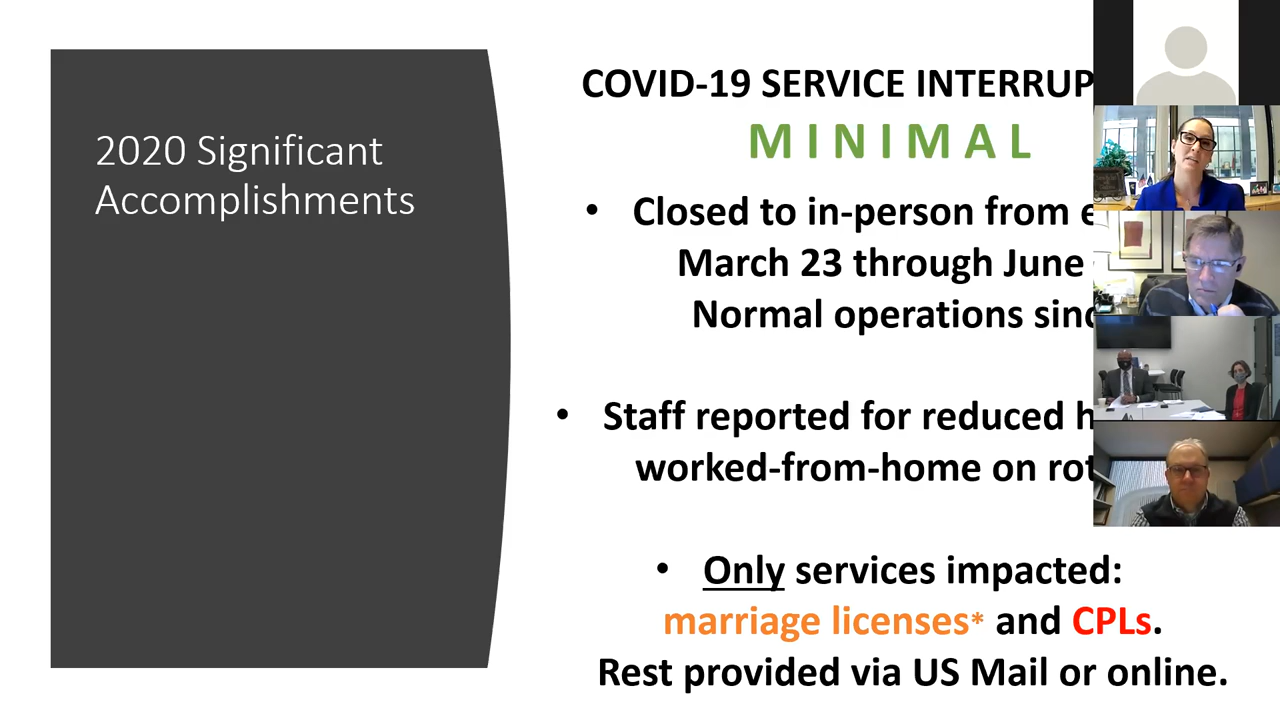 2020 Significant
Accomplishments
COVID-19 SERVICE INTERRUP
MINIMAL
• Closed to in-person from
March 23 through June
Normal operations sinc
• Staff reported for reduced
worked-from-home on rot
• Only services impacted:
marriage licenses* and CPLs.
Rest provided via US Mail or online.